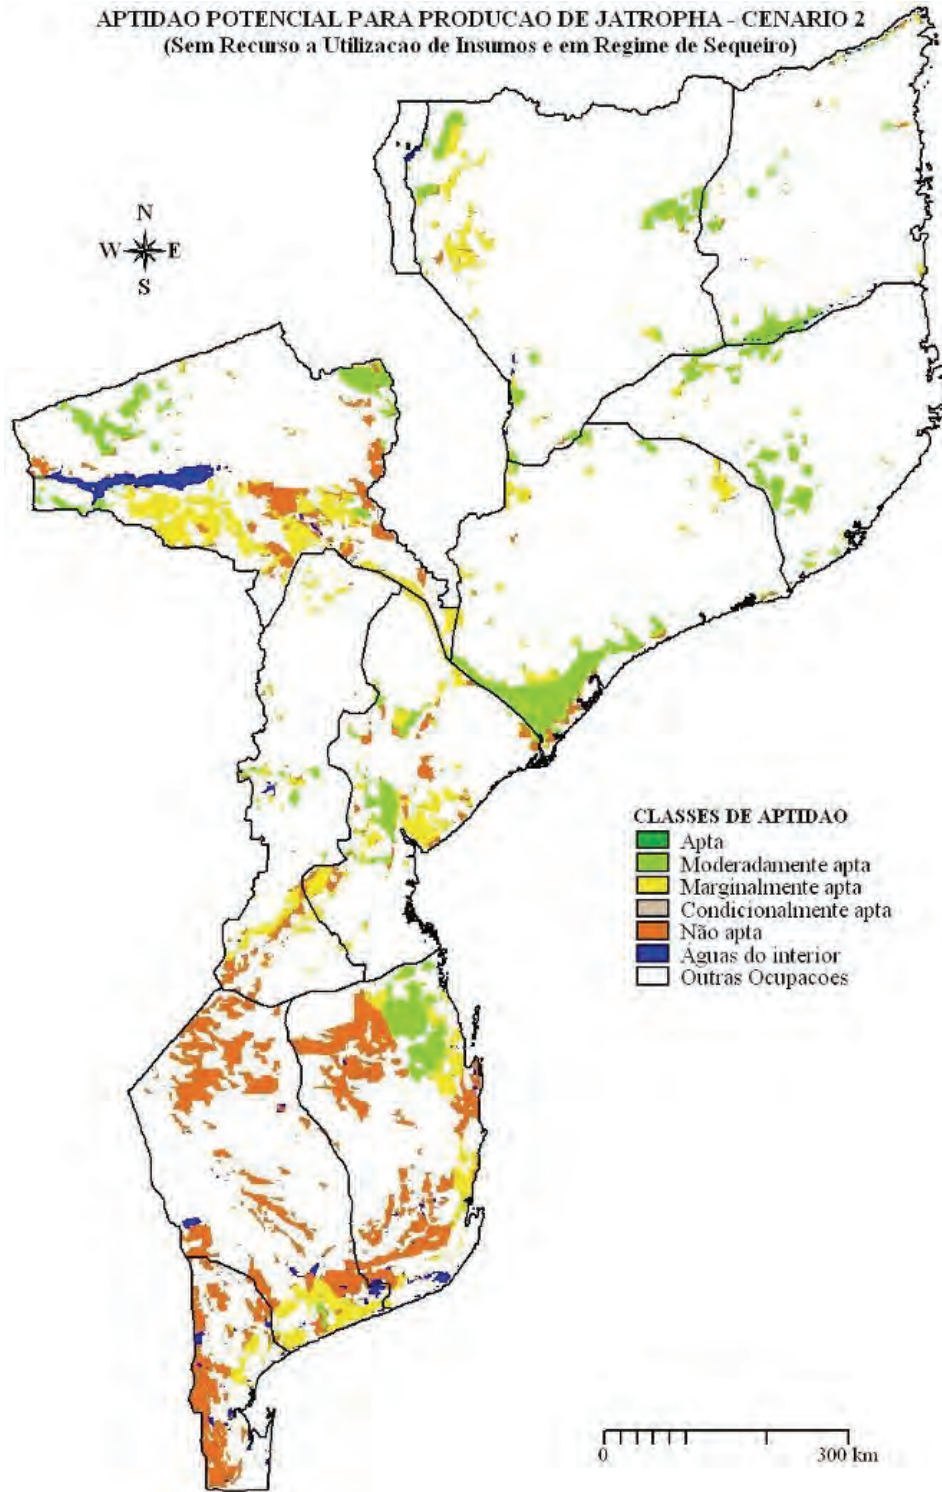 APTIDAO POTENCIAL PARA PRODUCAO DE JATROPHA - CENARIO 2
(Sem Recurso a Utilizacao de Insumos e em Regime de Sequeiro)
N
W E
S
CLASSES DE APTIDAO
Apta
Moderadamente apta
Marginalmente apta
Condicionalmente apta
Não apta
Aguas do interior
Outras Ocupacoes
0 300 km